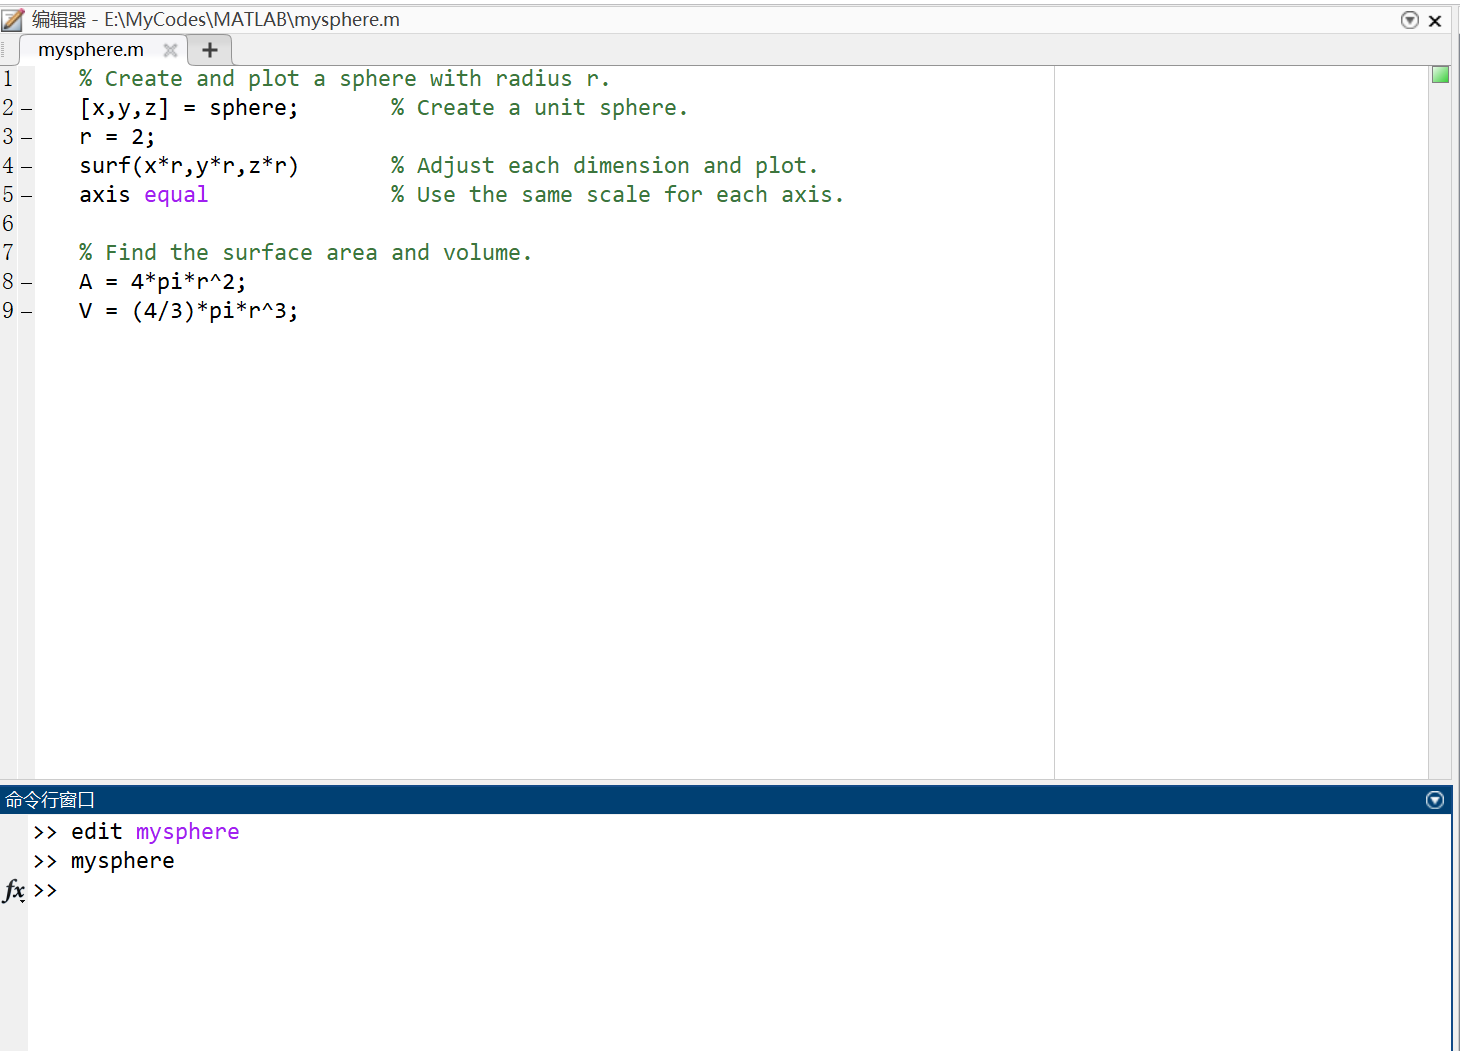 编辑器 - E:\MyCodes\MATLAB\mysphere.m
mysphere.m
1 % Create and plot a sphere with radius r.
2 – [x,y,z] = sphere;       % Create a unit sphere.
3 – r = 2;
4 – surf(x*r,y*r,z*r)       % Adjust each dimension and plot.
5 – axis equal              % Use the same scale for each axis.
6
7 % Find the surface area and volume.
8 – A = 4*pi*r^2;
9 – V = (4/3)*pi*r^3;
命令行窗口
>> edit mysphere
>> mysphere
fx >>